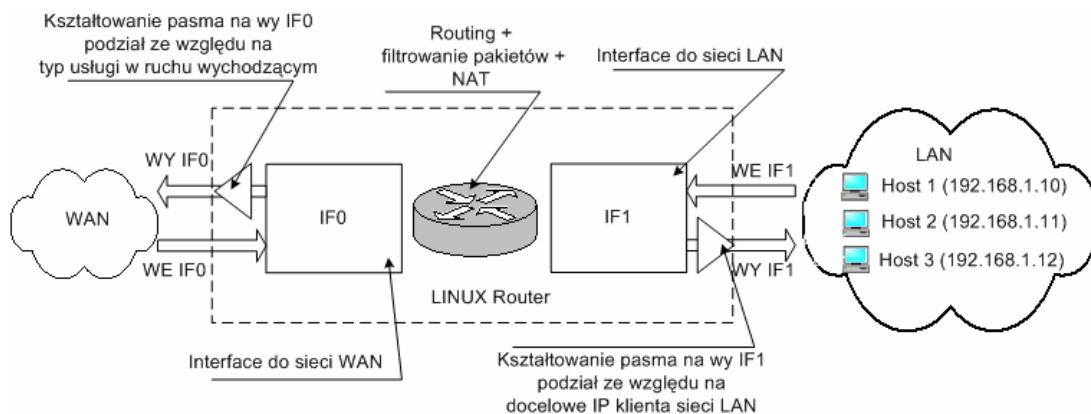 Kształtowanie pasma na wy IF0
podział ze względu na
typ usługi w ruchu wychodzącym
Routing +
filtrowanie pakietów +
NAT
Interface do sieci LAN
WY IF0
WE IF0
WAN
IF0
IF1
WE IF1
WY IF1
LAN
Host 1 (192.168.1.10)
Host 2 (192.168.1.11)
Host 3 (192.168.1.12)
LINUX Router
Interface do sieci WAN
Kształtowanie pasma na wy IF1
podział ze względu na
docelowe IP klienta sieci LAN